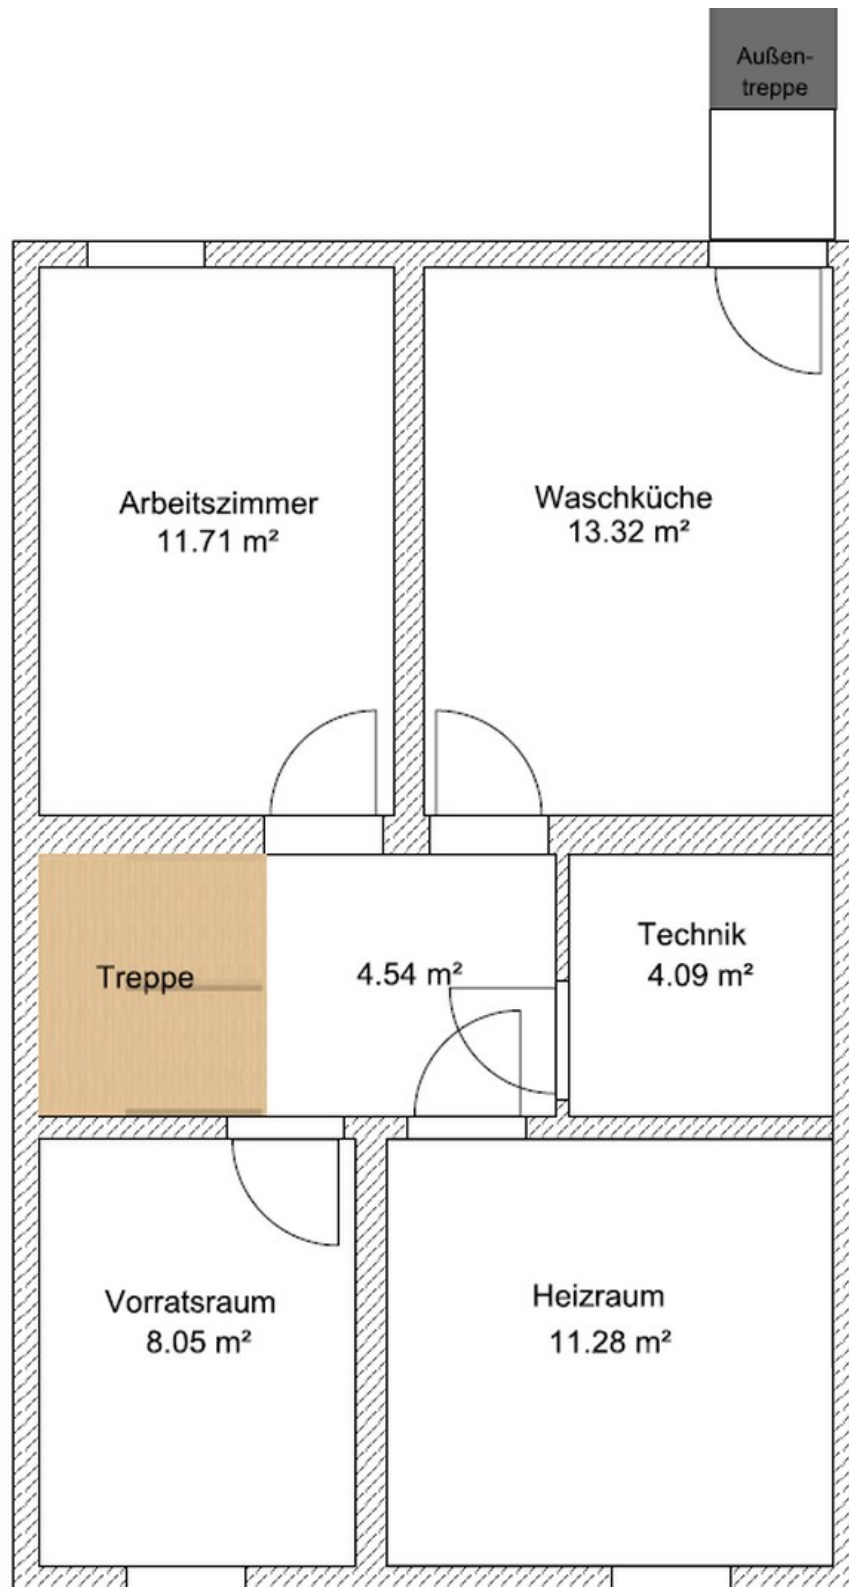 Außen-
treppe
Arbeitszimmer
11.71 m²
Waschküche
13.32 m²
Treppe
4.54 m²
Technik
4.09 m²
Vorratsraum
8.05 m²
Heizraum
11.28 m²